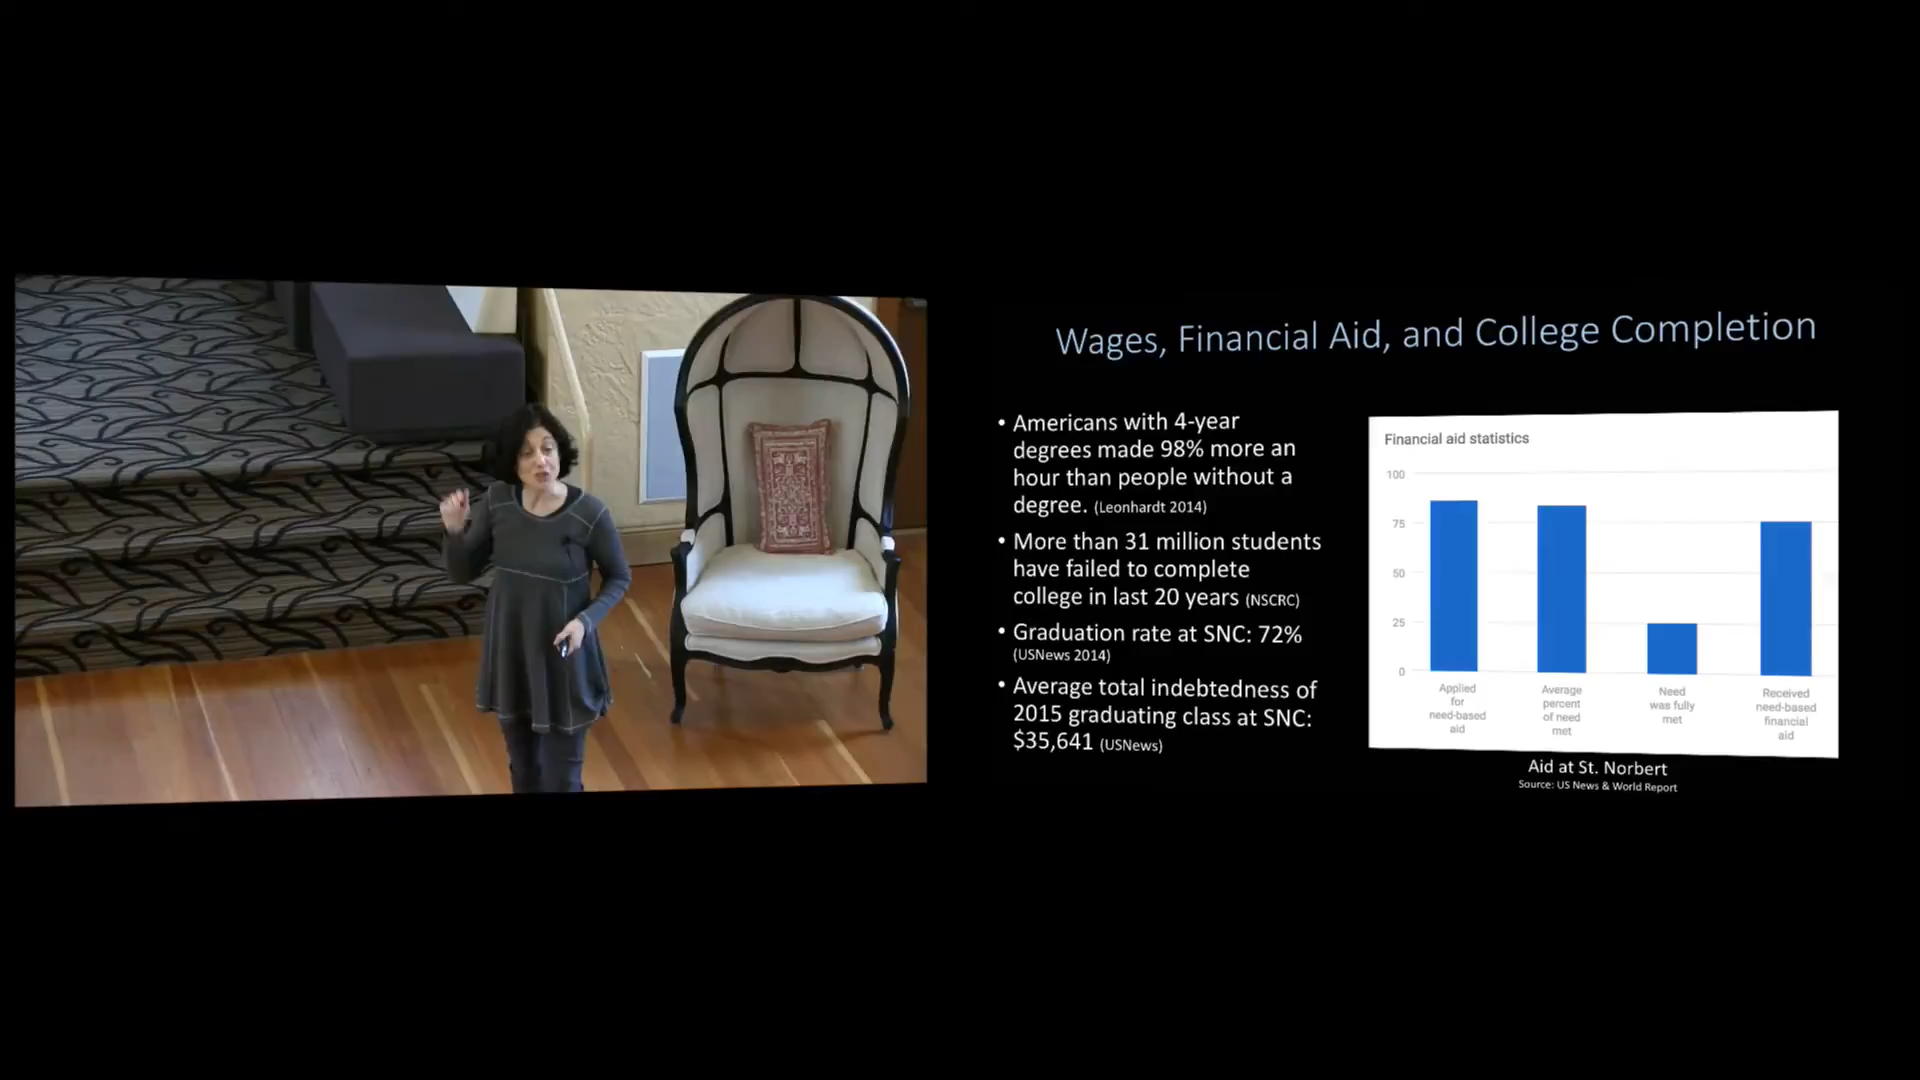 Wages, Financial Aid, and College Completion
• Americans with 4-year
degrees made 98% more an
hour than people without a
degree. (Leonhardt 2014)
• More than 31 million students
have failed to complete
college in last 20 years (NSCRC)
• Graduation rate at SNC: 72%
(USNews 2014)
• Average total indebtedness of
2015 graduating class at SNC:
$35,641 (USNews)
Financial aid statistics
100
75
50
25
0
Applied
for
need-based
aid
Average
percent
of need
met
Need
was fully
met
Received
need-based
financial
aid
Aid at St. Norbert
Source: US News & World Report